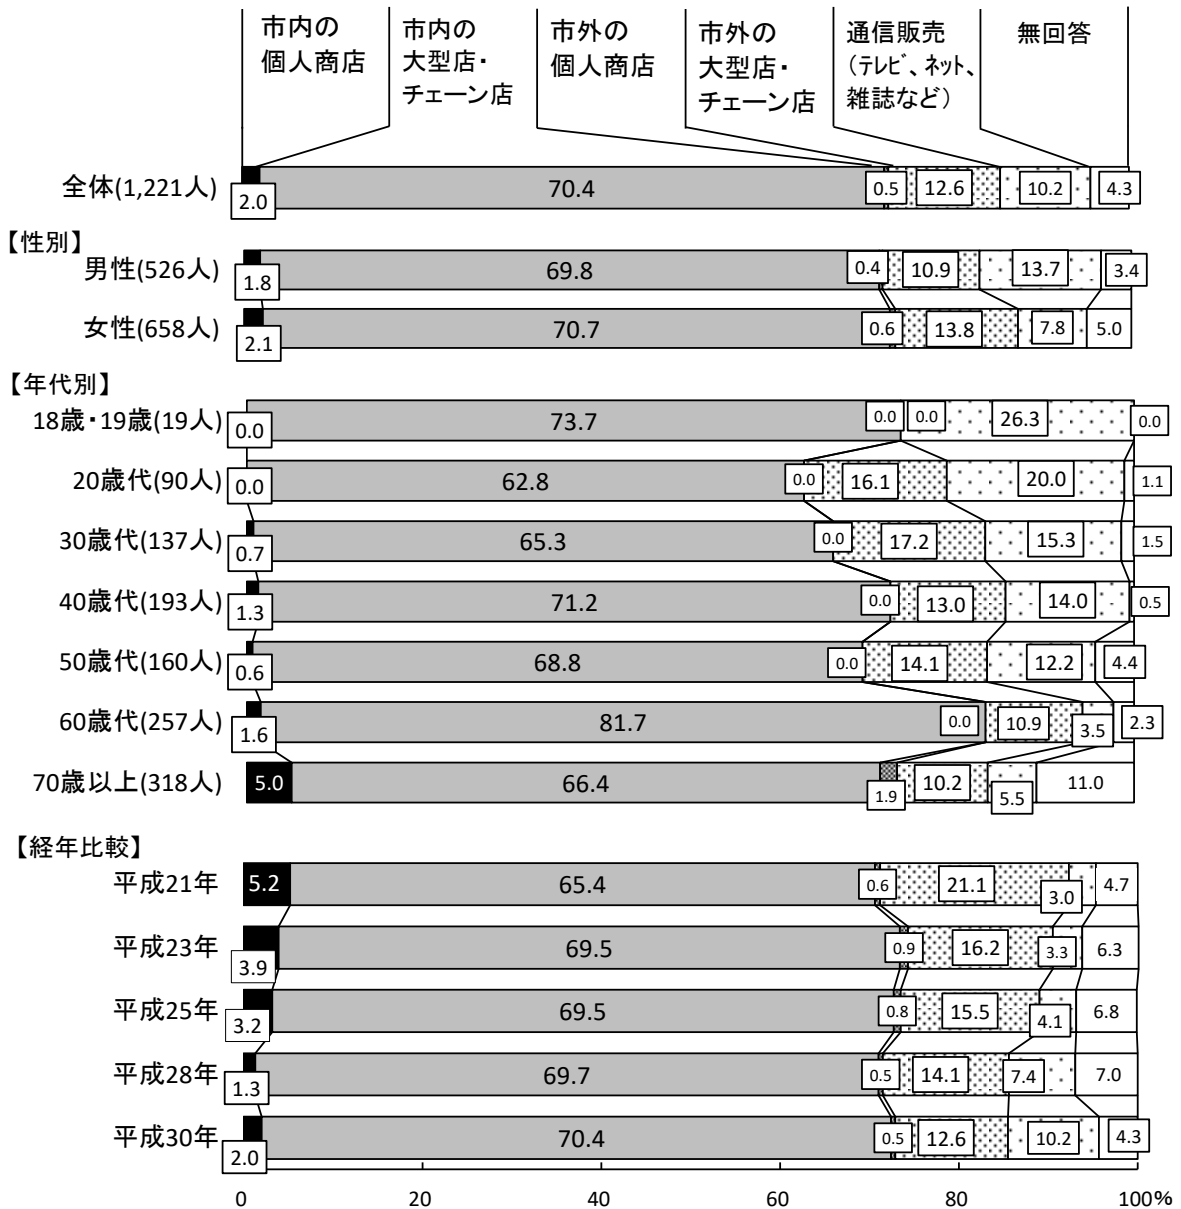 市内の
個人商店
市内の
大型店・
チェーン店
市外の
個人商店
市外の
大型店・
チェーン店
通信販売
(テレビ、ネット、
雑誌など)
無回答
全体(1,221人) 2.0 70.4 0.5 12.6 10.2 4.3
【性別】
男性(526人) 1.8 69.8 0.4 10.9 13.7 3.4
女性(658人) 2.1 70.7 0.6 13.8 7.8 5.0
【年代別】
18歳・19歳(19人) 0.0 73.7 0.0 0.0 26.3 0.0
20歳代(90人) 0.0 62.8 0.0 16.1 20.0 1.1
30歳代(137人) 0.7 65.3 0.0 17.2 15.3 1.5
40歳代(193人) 1.3 71.2 0.0 13.0 14.0 0.5
50歳代(160人) 0.6 68.8 0.0 14.1 12.2 4.4
60歳代(257人) 1.6 81.7 0.0 10.9 3.5 2.3
70歳以上(318人) 5.0 66.4 1.9 10.2 5.5 11.0
【経年比較】
平成21年 5.2 65.4 0.6 21.1 3.0 4.7
平成23年 3.9 69.5 0.9 16.2 3.3 6.3
平成25年 3.2 69.5 0.8 15.5 4.1 6.8
平成28年 1.3 69.7 0.5 14.1 7.4 7.0
平成30年 2.0 70.4 0.5 12.6 10.2 4.3
0 20 40 60 80 100%